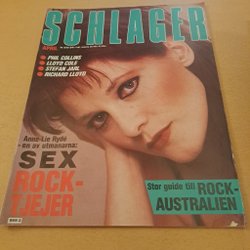 SCHLAGER
APRIL
PHIL COLLINS
LLOYD COLE
STEFAN JARL
RICHARD LLOYD
Anne-Lie Rydé
- en av utmanarna:
SEX
ROCK-
TJEJER
Stor guide till ROCK-
AUSTRALIEN